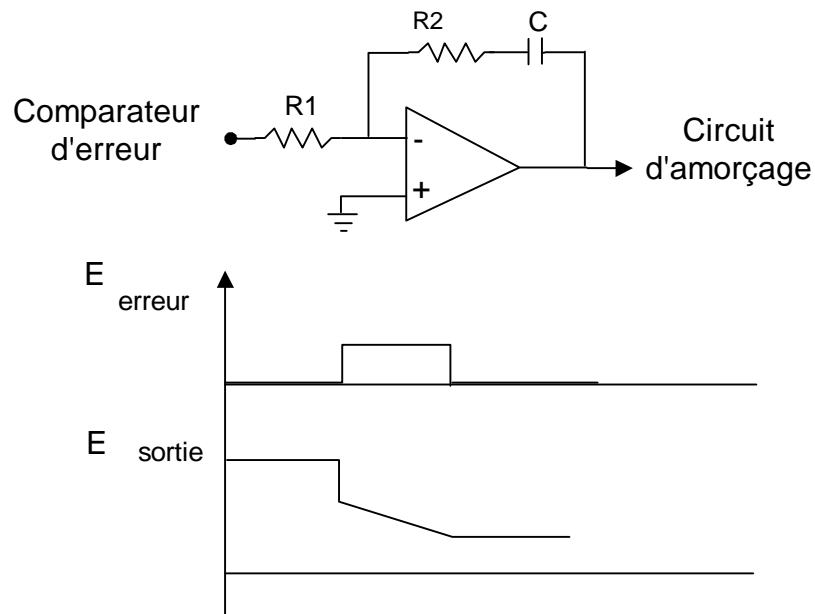 R2
C
R1
Comparateur
d'erreur
-
+
Circuit
d'amorçage
E erreur
E sortie